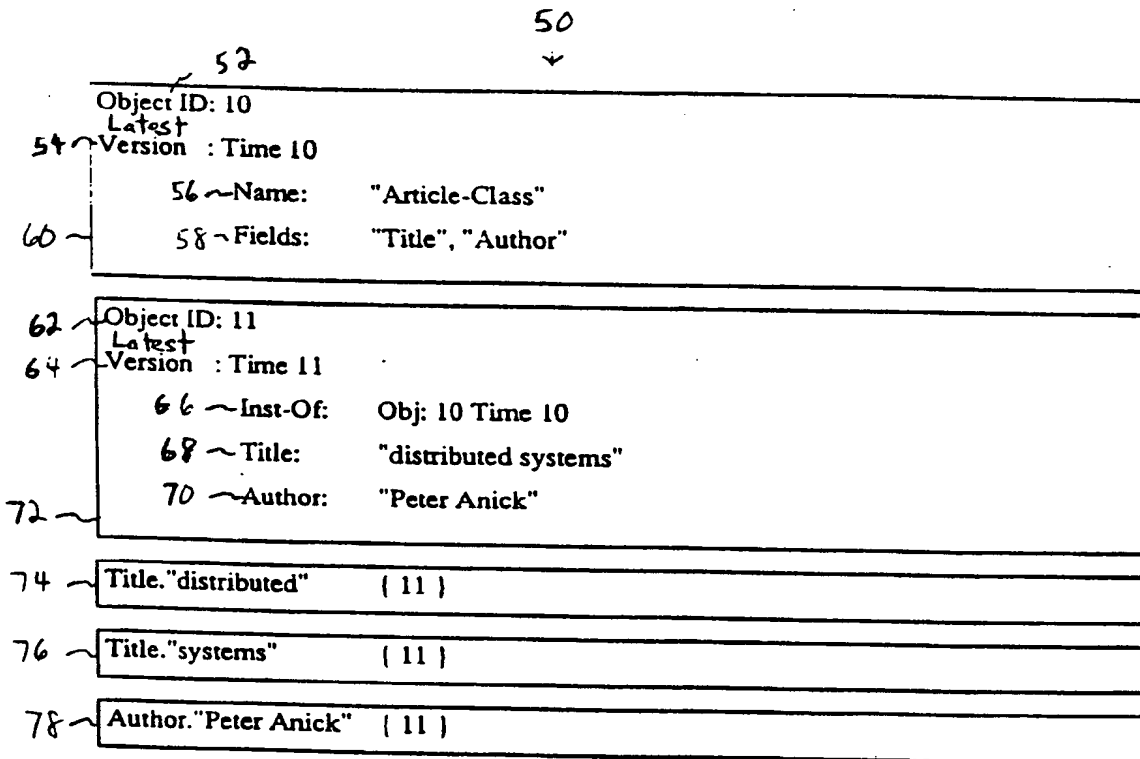 50
52
Object ID: 10
Latest
54 Version : Time 10
56 Name: "Article-Class"
60 58 Fields: "Title", "Author"
62 Object ID: 11
Latest
64 Version : Time 11
66 Inst-Of: Obj: 10 Time 10
68 Title: "distributed systems"
70 Author: "Peter Anick"
72
74 Title."distributed" { 11 }
76 Title."systems" { 11 }
78 Author."Peter Anick" { 11 }